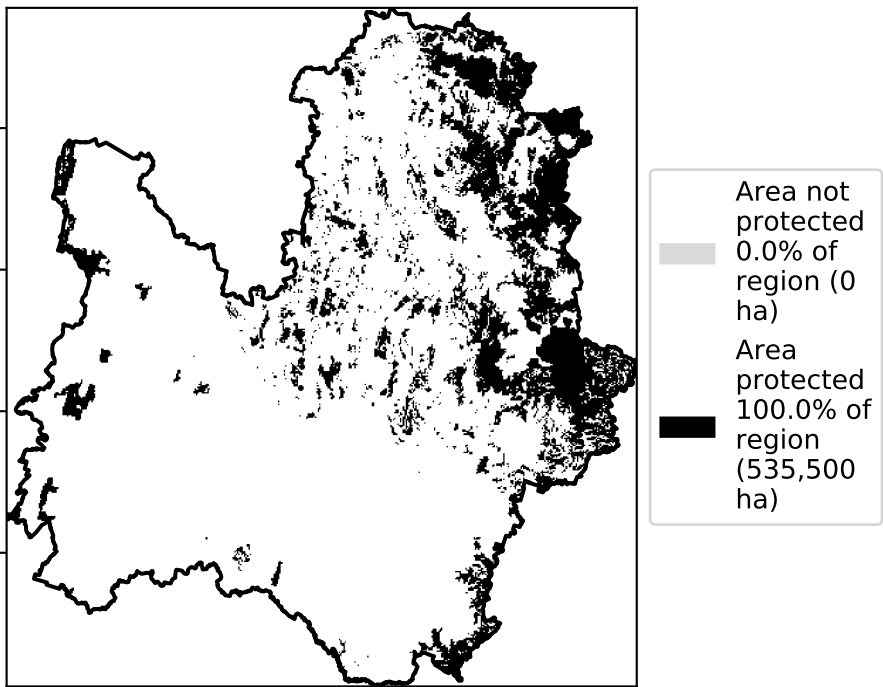 Area not
protected
0.0% of
region (0
ha)
Area
protected
100.0% of
region
(535,500
ha)